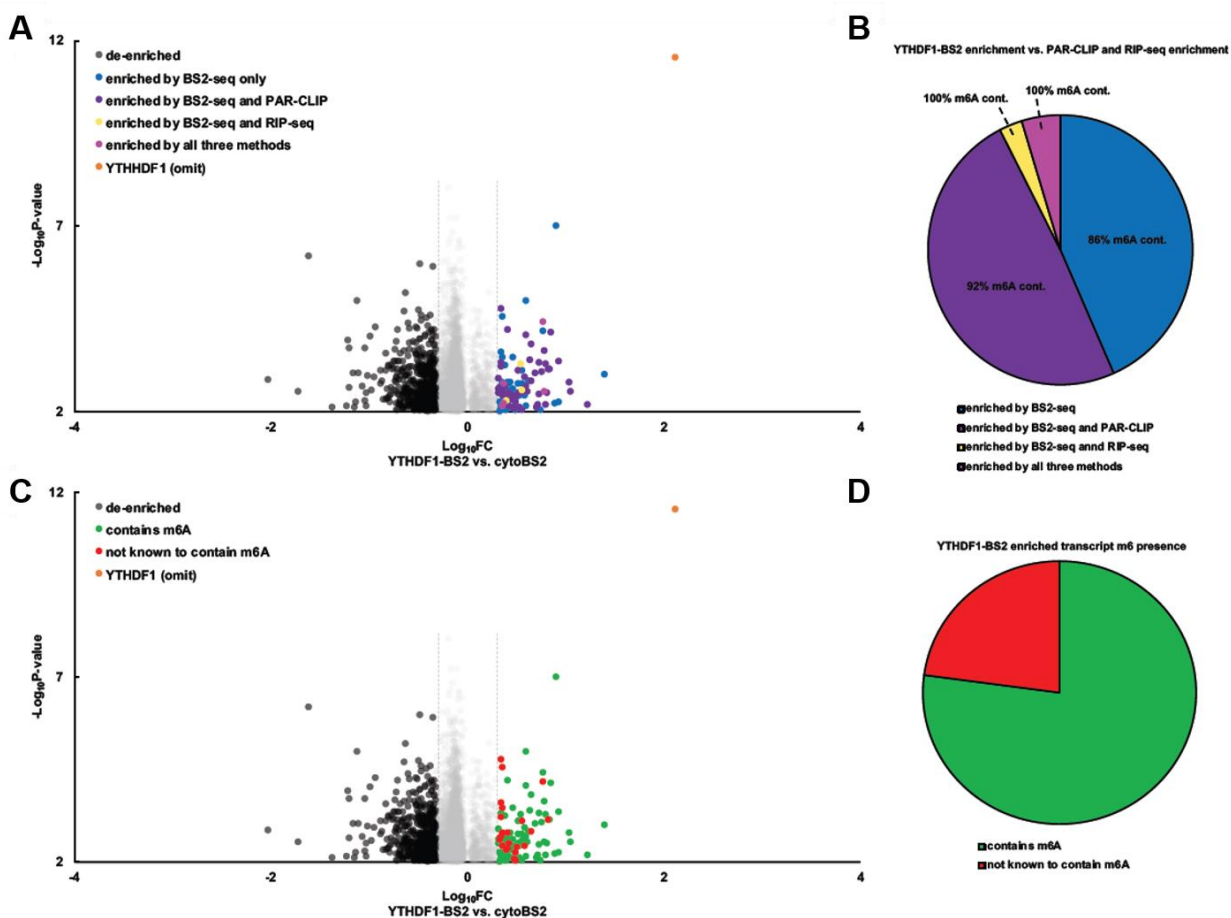 A
12
7
2
-4
-2
0
2
4
-Log10P-value
de-enriched
enriched by BS2-seq only
enriched by BS2-seq and PAR-CLIP
enriched by BS2-seq and RIP-seq
enriched by all three methods
YTHHDF1 (omit)
Log10FC
YTHDF1-BS2 vs. cytoBS2
B
YTHDF1-BS2 enrichment vs. PAR-CLIP and RIP-seq enrichment
100% m6A cont.
100% m6A cont.
86% m6A cont.
92% m6A cont.
enriched by BS2-seq
enriched by BS2-seq and PAR-CLIP
enriched by BS2-seq annd RIP-seq
enriched by all three methods
C
12
7
2
-4
-2
0
2
4
-Log10P-value
de-enriched
contains m6A
not known to contain m6A
YTHDF1 (omit)
Log10FC
YTHDF1-BS2 vs. cytoBS2
D
YTHDF1-BS2 enriched transcript m6 presence
contains m6A
not known to contain m6A